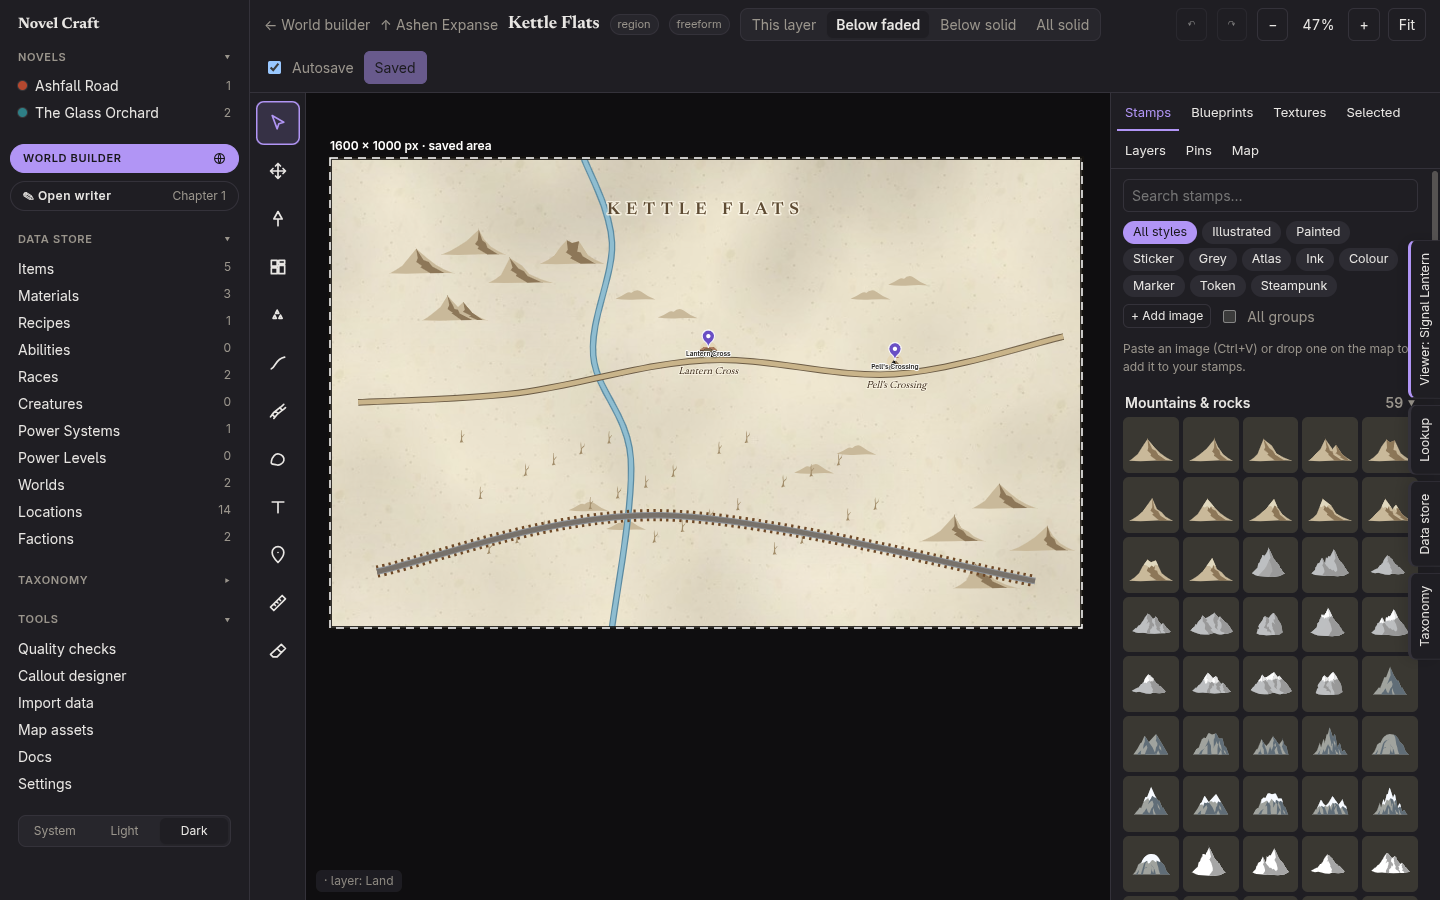 Novel Craft
NOVELS
Ashfall Road 1
The Glass Orchard 2
WORLD BUILDER
Open writer Chapter 1
DATA STORE
Items 5
Materials 3
Recipes 1
Abilities 0
Races 2
Creatures 0
Power Systems 1
Power Levels 0
Worlds 2
Locations 14
Factions 2
TAXONOMY
TOOLS
Quality checks
Callout designer
Import data
Map assets
Docs
Settings
System Light Dark
← World builder ↑ Ashen Expanse Kettle Flats region freeform This layer Below faded Below solid All solid − 47% + Fit
Autosave Saved
1600 × 1000 px · saved area
KETTLE FLATS
Lantern Cross
Lantern Cross
Pell's Crossing
Pell's Crossing
· layer: Land
Stamps Blueprints Textures Selected
Layers Pins Map
Search stamps...
All styles Illustrated Painted
Sticker Grey Atlas Ink Colour
Marker Token Steampunk
+ Add image All groups
Paste an image (Ctrl+V) or drop one on the map to
add it to your stamps.
Mountains & rocks 59
Viewer: Signal Lantern
Lookup
Data store
Taxonomy